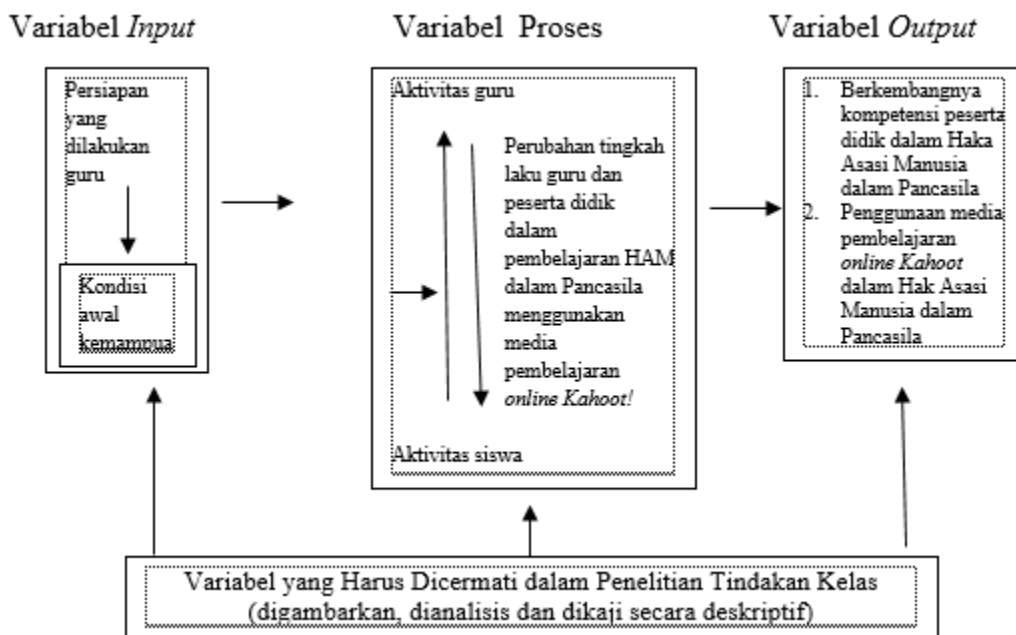 Variabel Input
Variabel Proses
Variabel Output
Persiapan
yang
dilakukan
guru
Kondisi
awal
kemampua
Aktivitas guru
Perubahan tingkah
laku guru dan
peserta didik
dalam
pembelajaran HAM
dalam Pancasila
menggunakan
media
pembelajaran
online Kahoot!
Aktivitas siswa
1. Berkembangnya
kompetensi peserta
didik dalam Haka
Asasi Manusia
dalam Pancasila
2. Penggunaan media
pembelajaran
online Kahoot
dalam Hak Asasi
Manusia dalam
Pancasila
Variabel yang Harus Dicermati dalam Penelitian Tindakan Kelas
(digambarkan, dianalisis dan dikaji secara deskriptif)